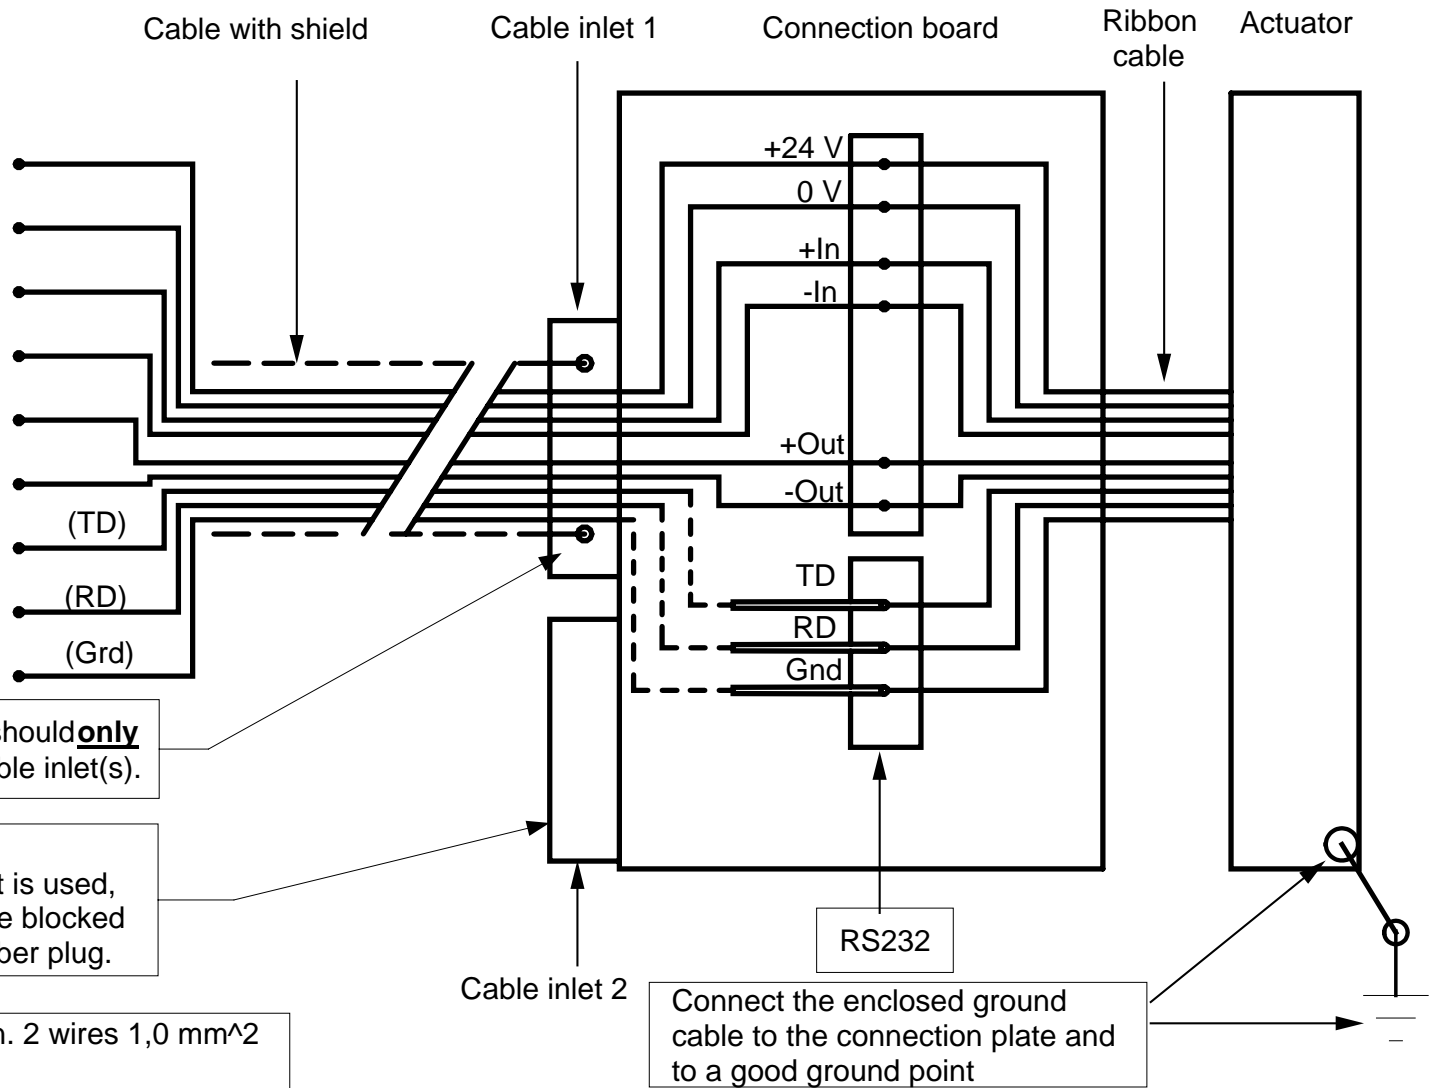 Cable with shield
Cable inlet 1
Connection board
Ribbon
cable
Actuator
+24 V
0 V
+In
-In
+Out
-Out
(TD)
(RD)
(Grd)
TD
RD
Gnd
should only
ble inlet(s).
t is used,
e blocked
ber plug.
RS232
Cable inlet 2
Connect the enclosed ground
cable to the connection plate and
to a good ground point
n. 2 wires 1,0 mm^2